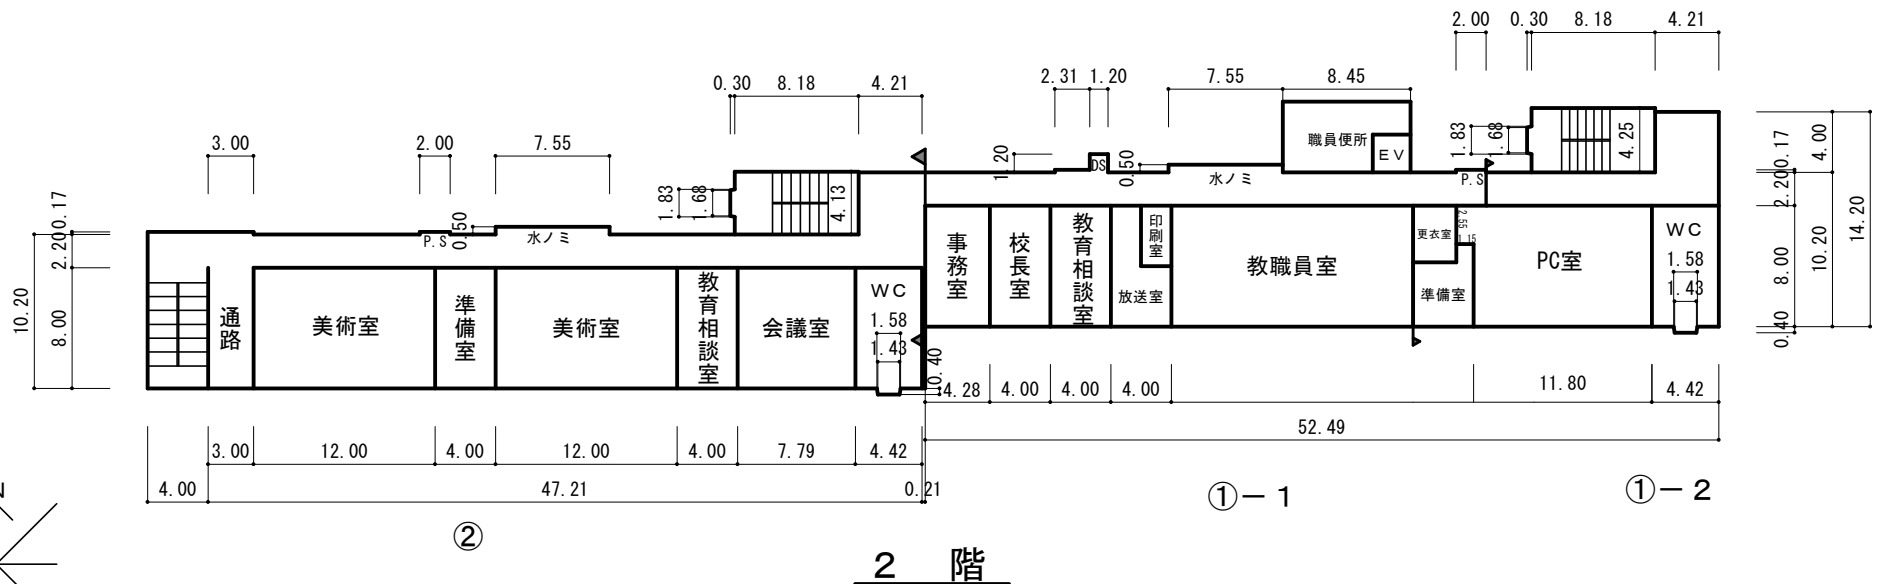 2.00 0.30 8.18 4.21
0.30 8.18 4.21 2.31 1.20 7.55 8.45
3.00 2.00 7.55
1.20 0.50 職員便所 EV 1.83 1.68 4.25 0.17 4.00
DS 水ノミ P.S 2.20
1.83 1.68 4.13
0.17 P.S 0.50 水ノミ
2.20
10.20 8.00
通路 美術室 準備室 美術室 教育相談室 会議室 WC
1.58
1.43
0.40
事務室 校長室 教育相談室 印刷室 放送室 教職員室 更衣室 2.55 1.15 準備室 PC室 WC
1.58
1.43
8.00 10.20 14.20
0.40
4.28 4.00 4.00 4.00 11.80 4.42
52.49
3.00 12.00 4.00 12.00 4.00 7.79 4.42
4.00 47.21 0.21
①－1 ①－2
②
N
2 階